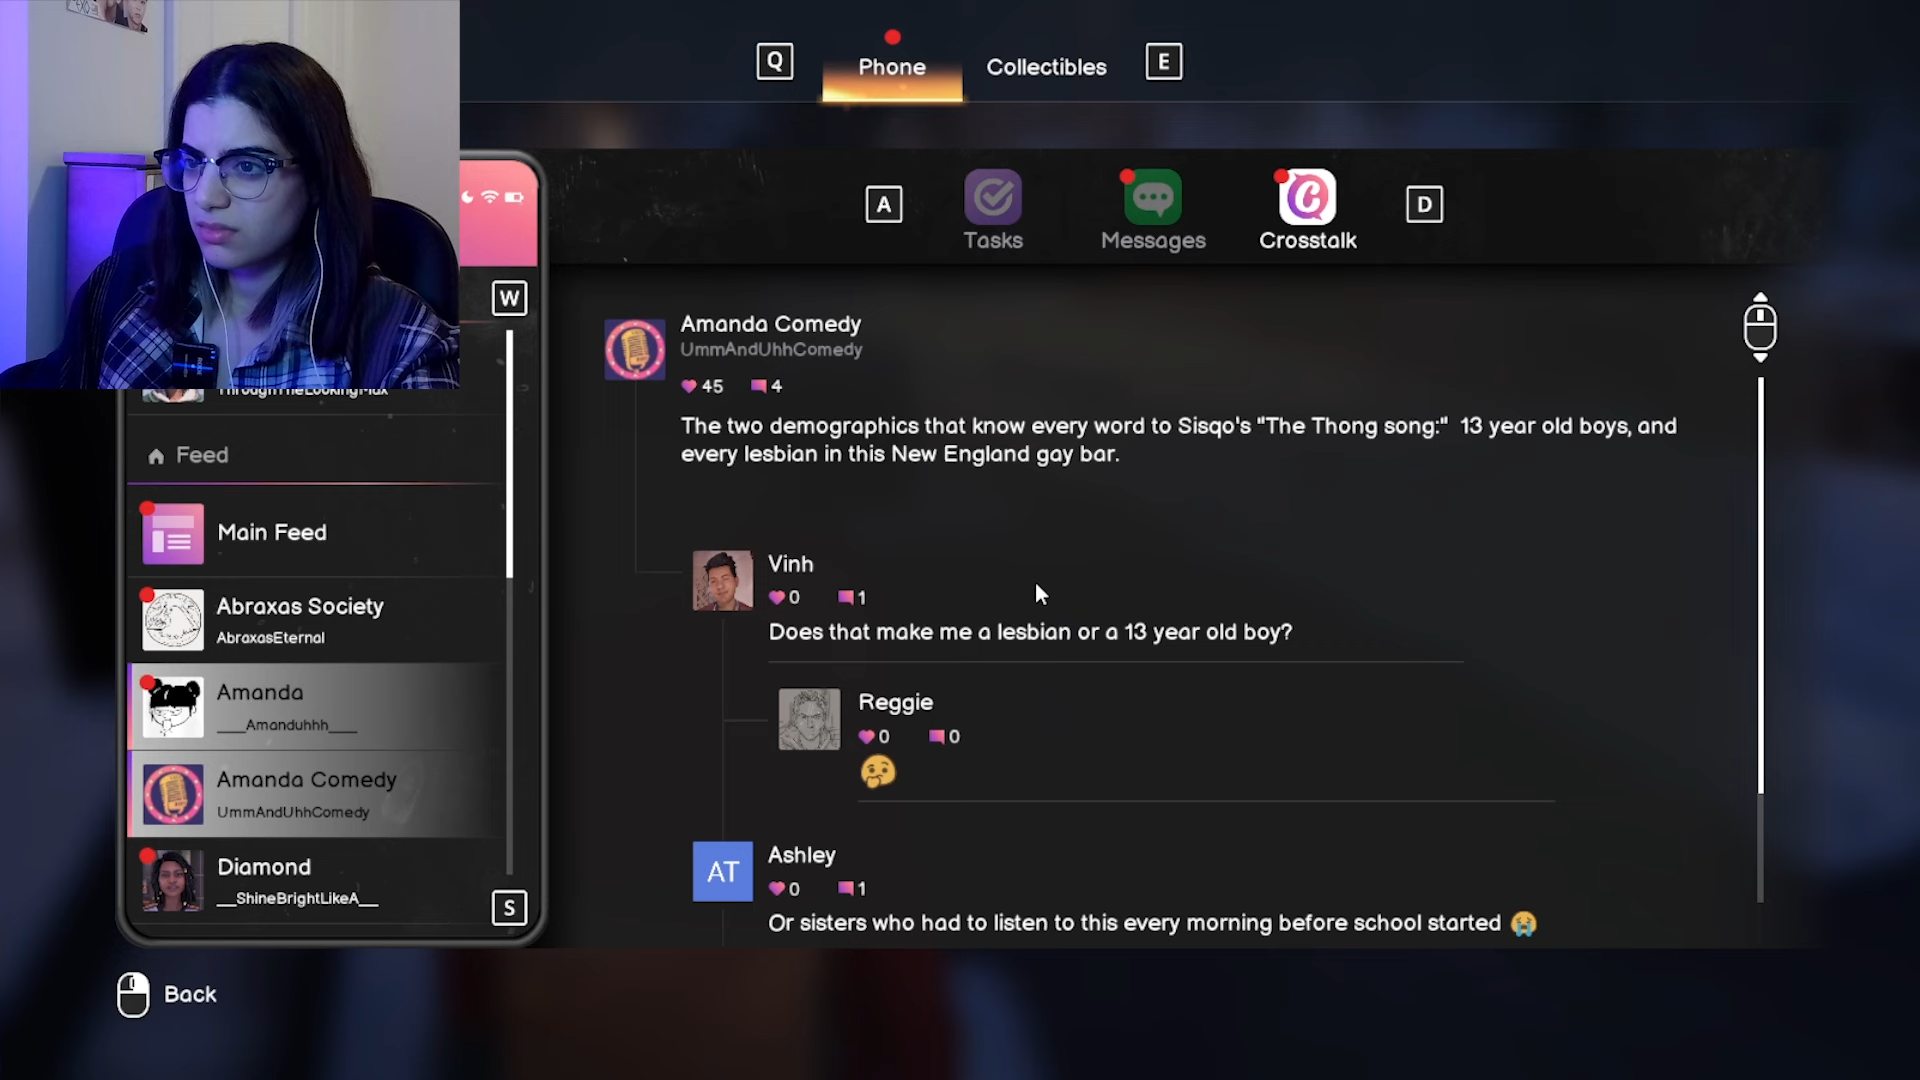 Q
Phone
Collectibles
E
A
Tasks
Messages
Crosstalk
D
W
ThroughTheLookingMax
Feed
Main Feed
Abraxas Society
AbraxasEternal
Amanda
___Amanduhhh___
Amanda Comedy
UmmAndUhhComedy
Diamond
__ShineBrightLikeA__
S
Amanda Comedy
UmmAndUhhComedy
45 4
The two demographics that know every word to Sisqo's "The Thong song:" 13 year old boys, and
every lesbian in this New England gay bar.
Vinh
0 1
Does that make me a lesbian or a 13 year old boy?
Reggie
0 0
AT
Ashley
0 1
Or sisters who had to listen to this every morning before school started
Back